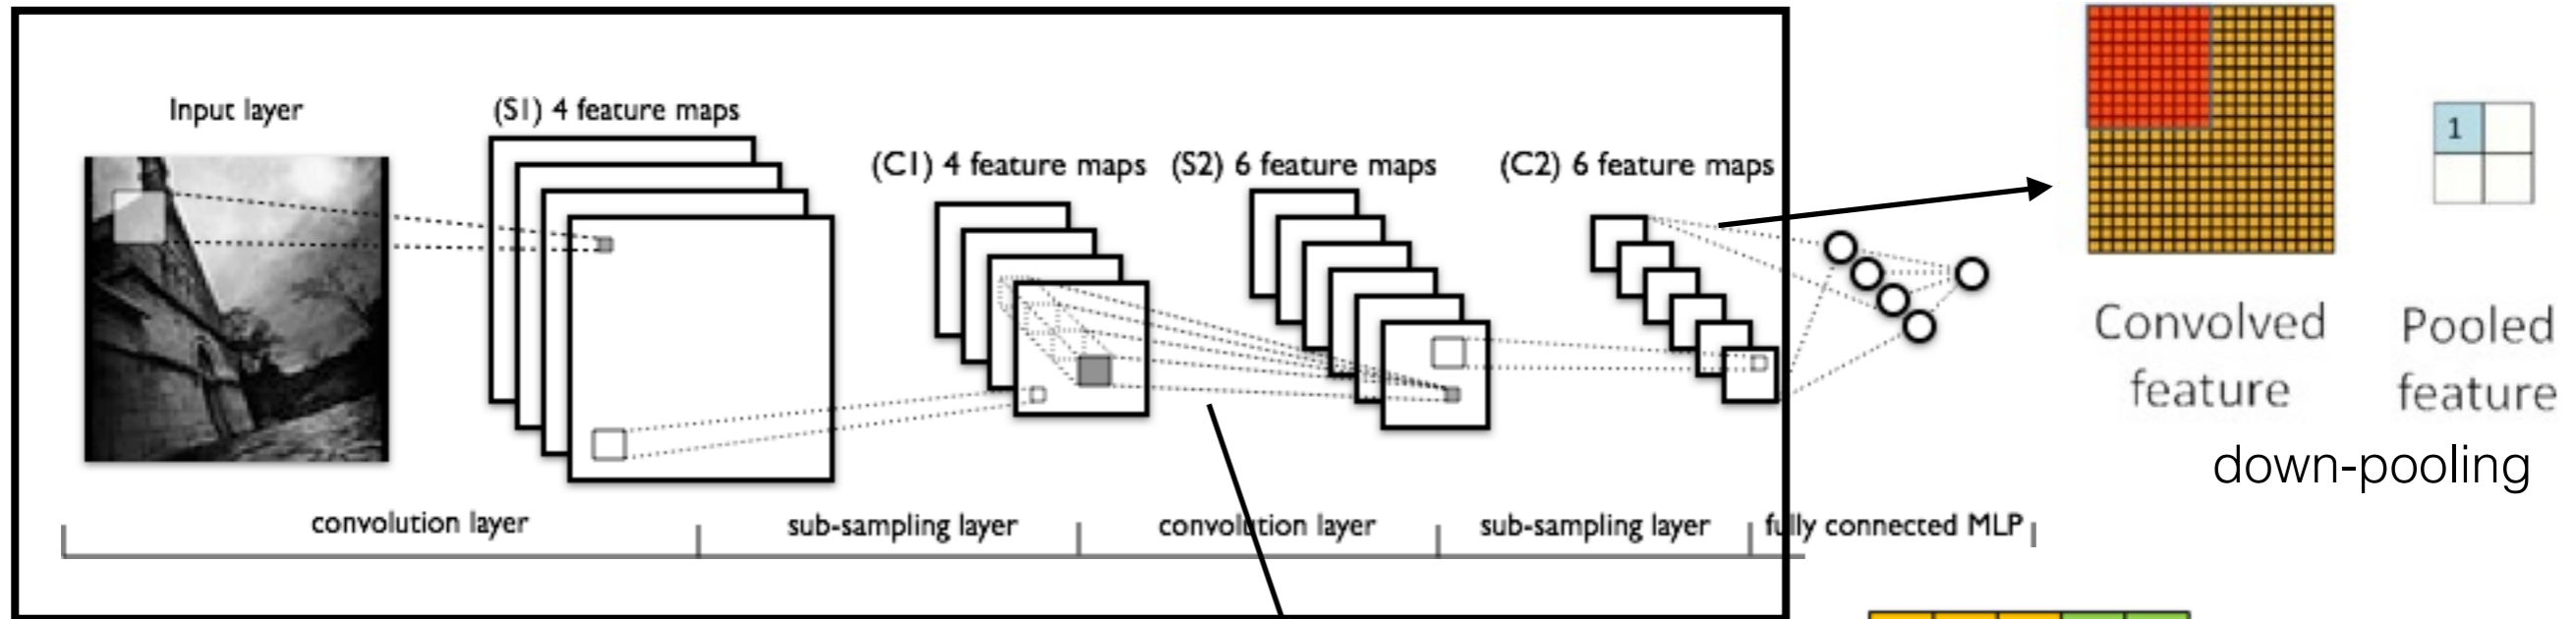 Input layer
(S1) 4 feature maps
(C1) 4 feature maps
(S2) 6 feature maps
(C2) 6 feature maps
convolution layer
sub-sampling layer
convolution layer
sub-sampling layer
fully connected MLP
1
Convolved
feature
Pooled
feature
down-pooling